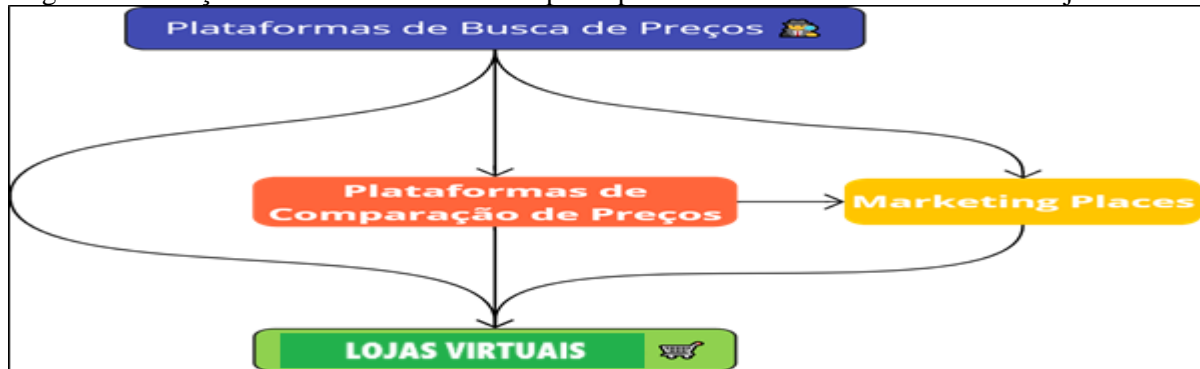 Plataformas de Busca de Preços
Plataformas de
Comparação de Preços
Marketing Places
LOJAS VIRTUAIS